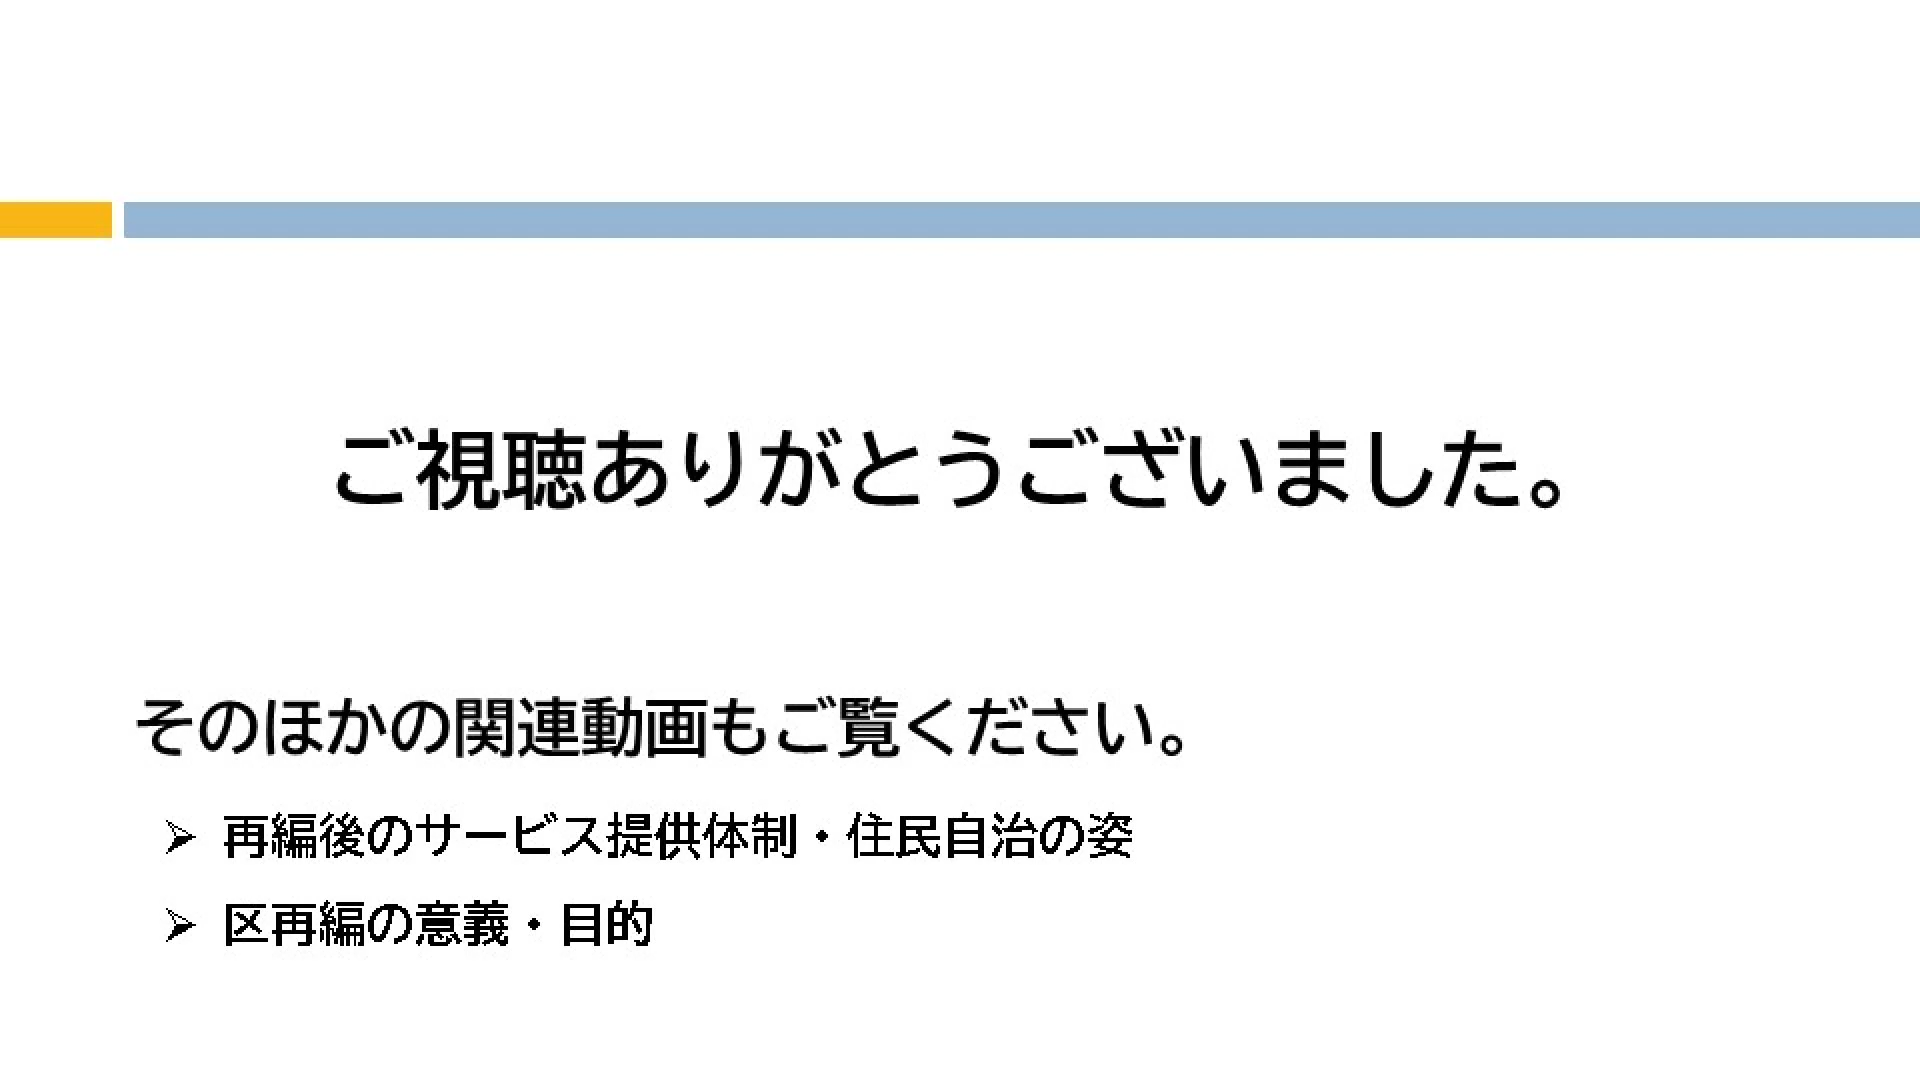 ご視聴ありがとうございました。
そのほかの関連動画もご覧ください。
➢ 再編後のサービス提供体制・住民自治の姿
➢ 区再編の意義・目的